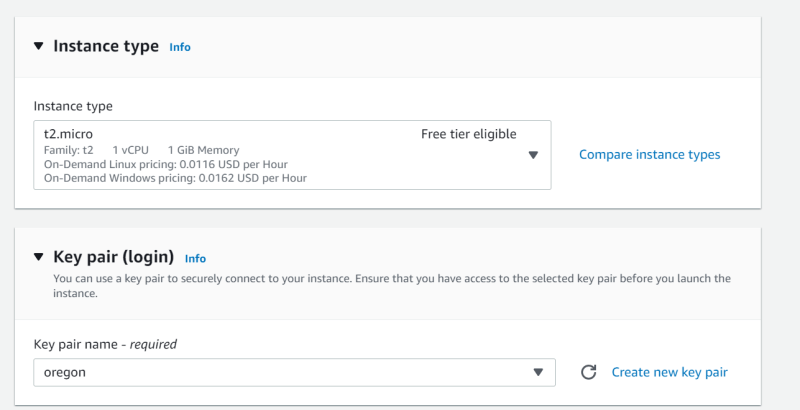 Instance type Info
Instance type
t2.micro Free tier eligible
Family: t2 1 vCPU 1 GiB Memory
On-Demand Linux pricing: 0.0116 USD per Hour
On-Demand Windows pricing: 0.0162 USD per Hour
Compare instance types
Key pair (login) Info
You can use a key pair to securely connect to your instance. Ensure that you have access to the selected key pair before you launch the
instance.
Key pair name - required
oregon
Create new key pair